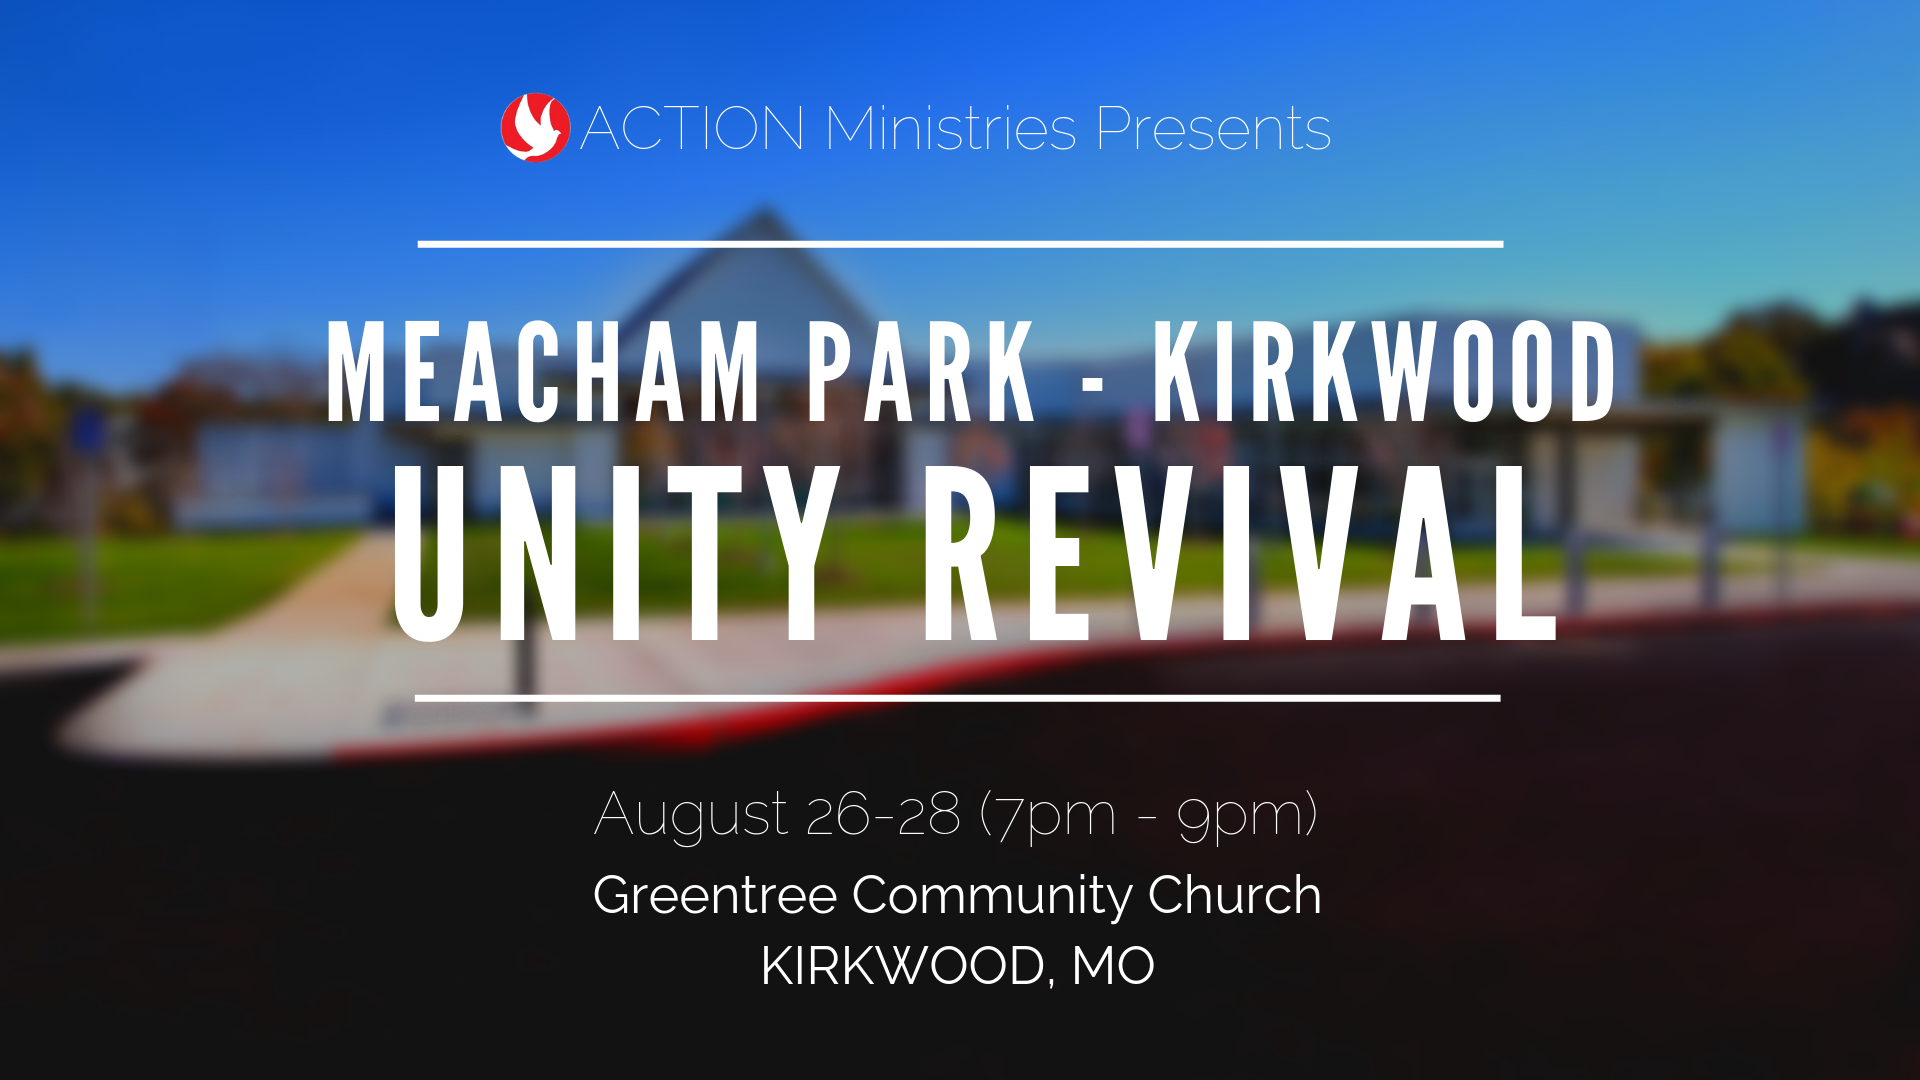 ACTION Ministries Presents
MEACHAM PARK - KIRKWOOD
UNITY REVIVAL
August 26-28 (7pm - 9pm)
Greentree Community Church
KIRKWOOD, MO